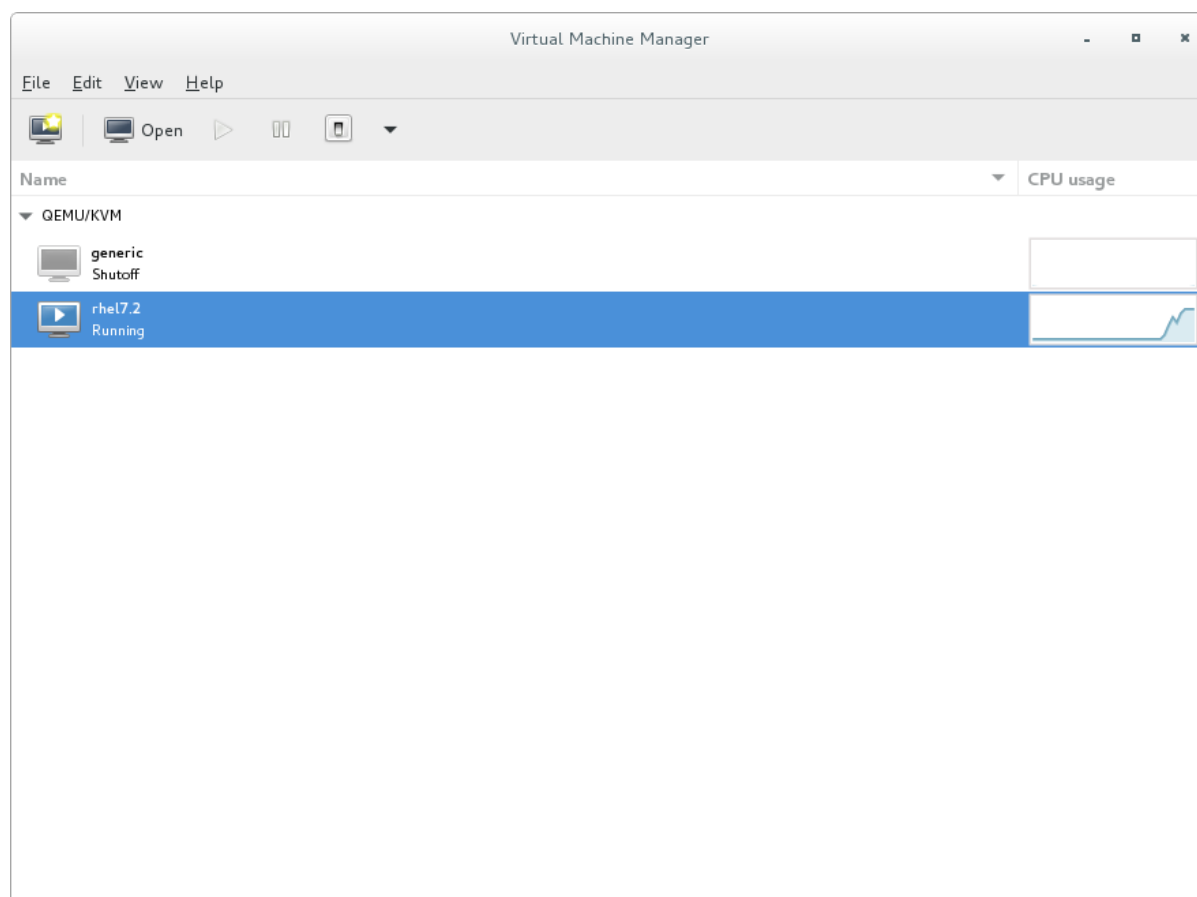 Virtual Machine Manager
File Edit View Help
Open
Name CPU usage
QEMU/KVM
generic
Shutoff
rhel7.2
Running